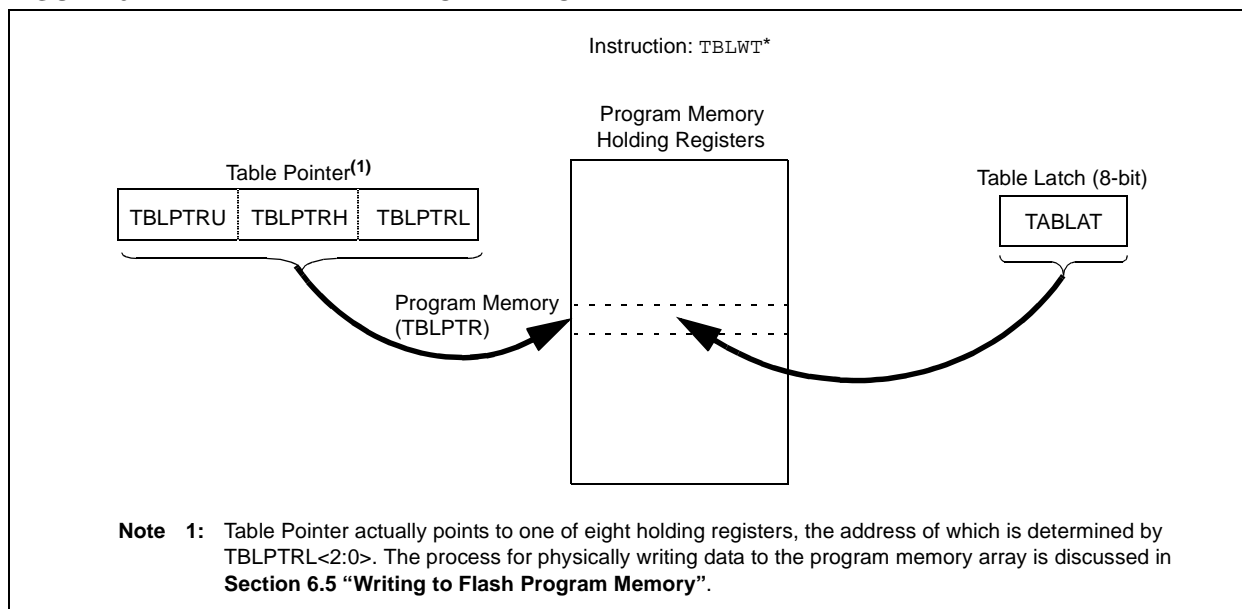 Instruction: TBLWT*
Program Memory
Holding Registers
Table Pointer(1)
Table Latch (8-bit)
TBLPTRU TBLPTRH TBLPTRL
TABLAT
Program Memory
(TBLPTR)
Note 1: Table Pointer actually points to one of eight holding registers, the address of which is determined by
TBLPTRL<2:0>. The process for physically writing data to the program memory array is discussed in
Section 6.5 “Writing to Flash Program Memory”.